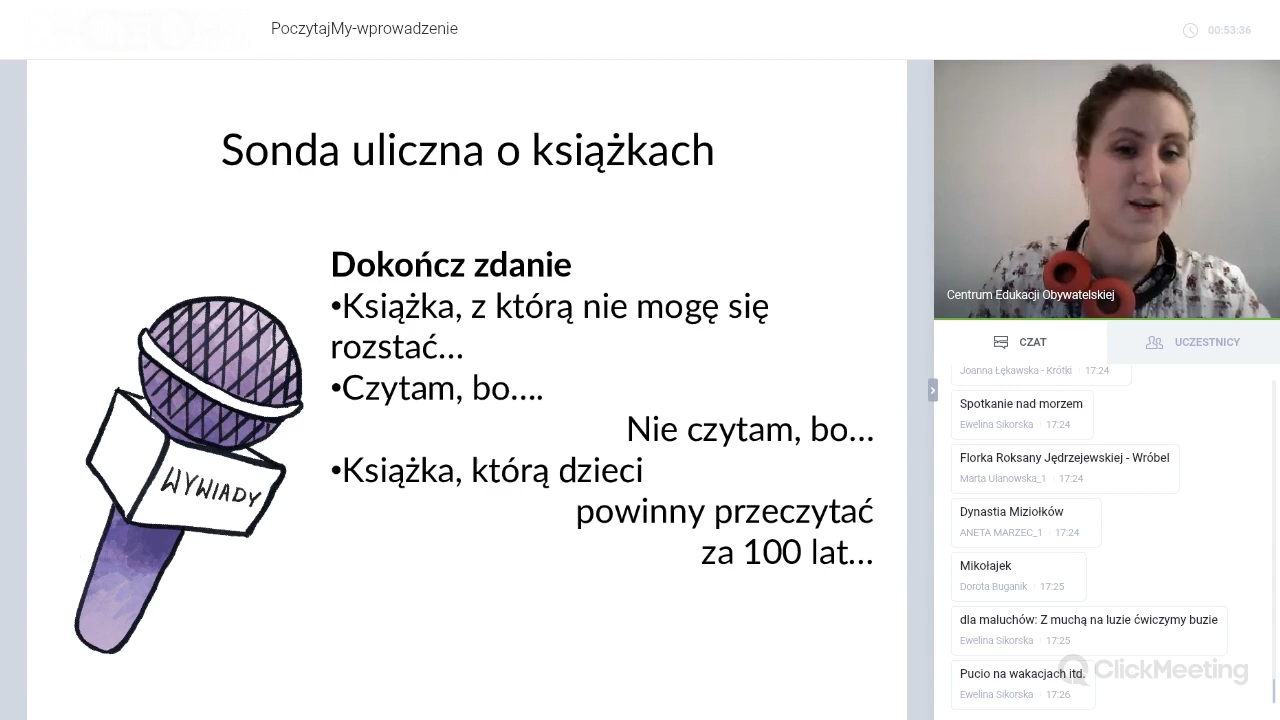 PoczytajMy-wprowadzenie
00:53:36
Sonda uliczna o książkach
Dokończ zdanie
•Książka, z którą nie mogę się
rozstać...
•Czytam, bo....
Nie czytam, bo...
•Książka, którą dzieci
powinny przeczytać
za 100 lat...
WYWIADY
Centrum Edukacji Obywatelskiej
CZAT
UCZESTNICY
Joanna Łękawska - Krótki 17:24
Spotkanie nad morzem
Ewelina Sikorska 17:24
Florka Roksany Jędrzejewskiej - Wróbel
Marta Ulanowska_1 17:24
Dynastia Miziołków
ANETA MARZEC_1 17:24
Mikołajek
Dorota Buganik 17:25
dla maluchów: Z muchą na luzie ćwiczymy buzie
Ewelina Sikorska 17:25
Pucio na wakacjach itd.
Ewelina Sikorska 17:26
ClickMeeting